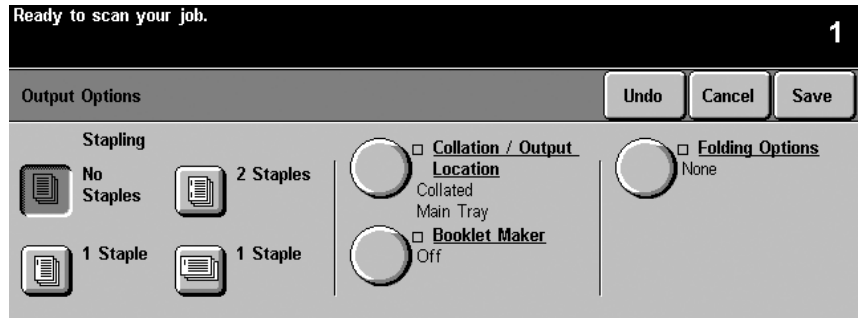 Ready to scan your job.
1
Output Options
Undo
Cancel
Save
Stapling
No
Staples
2 Staples
1 Staple
1 Staple
Collation / Output
Location
Collated
Main Tray
Booklet Maker
Off
Folding Options
None